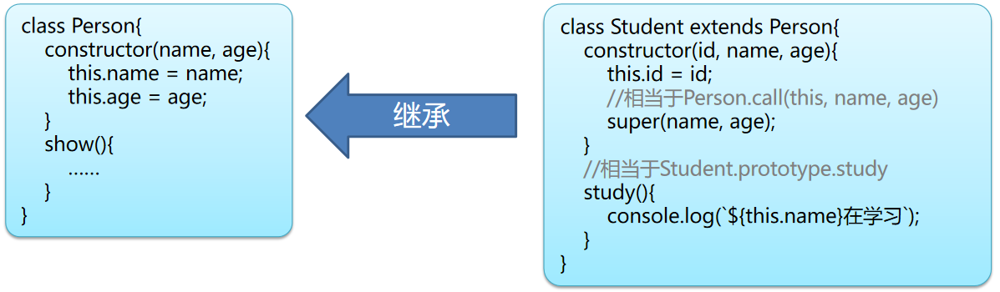 class Person{
constructor(name, age){
this.name = name;
this.age = age;
}
show(){
......
}
}
继承
class Student extends Person{
constructor(id, name, age){
this.id = id;
//相当于Person.call(this, name, age)
super(name, age);
}
//相当于Student.prototype.study
study(){
console.log(`${this.name}在学习`);
}
}